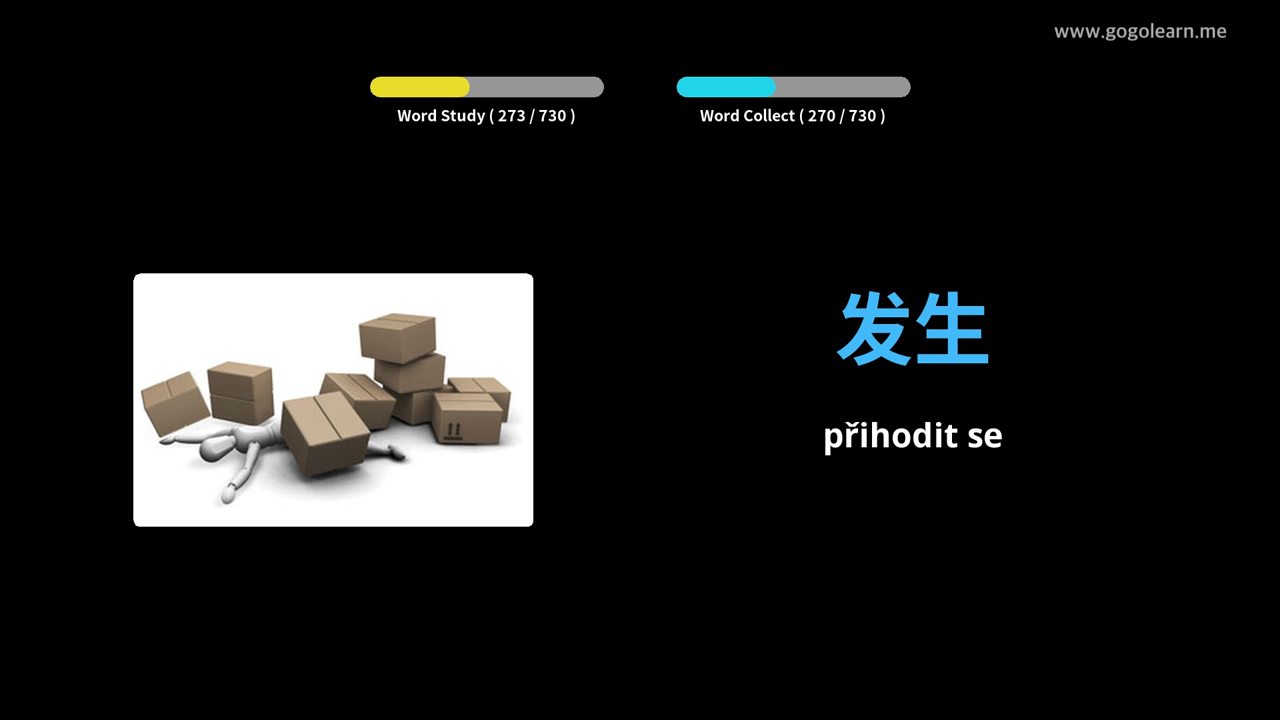 www.gogolearn.me
Word Study ( 273 / 730 )
Word Collect ( 270 / 730 )
发生
přihodit se